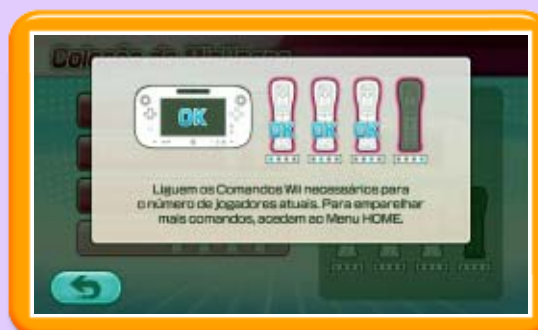 OK
OK OK OK
Liguem os Comandos Wii necessários para
o número de jogadores atuais. Para emparelhar
mais comandos, acedam ao Menu HOME.